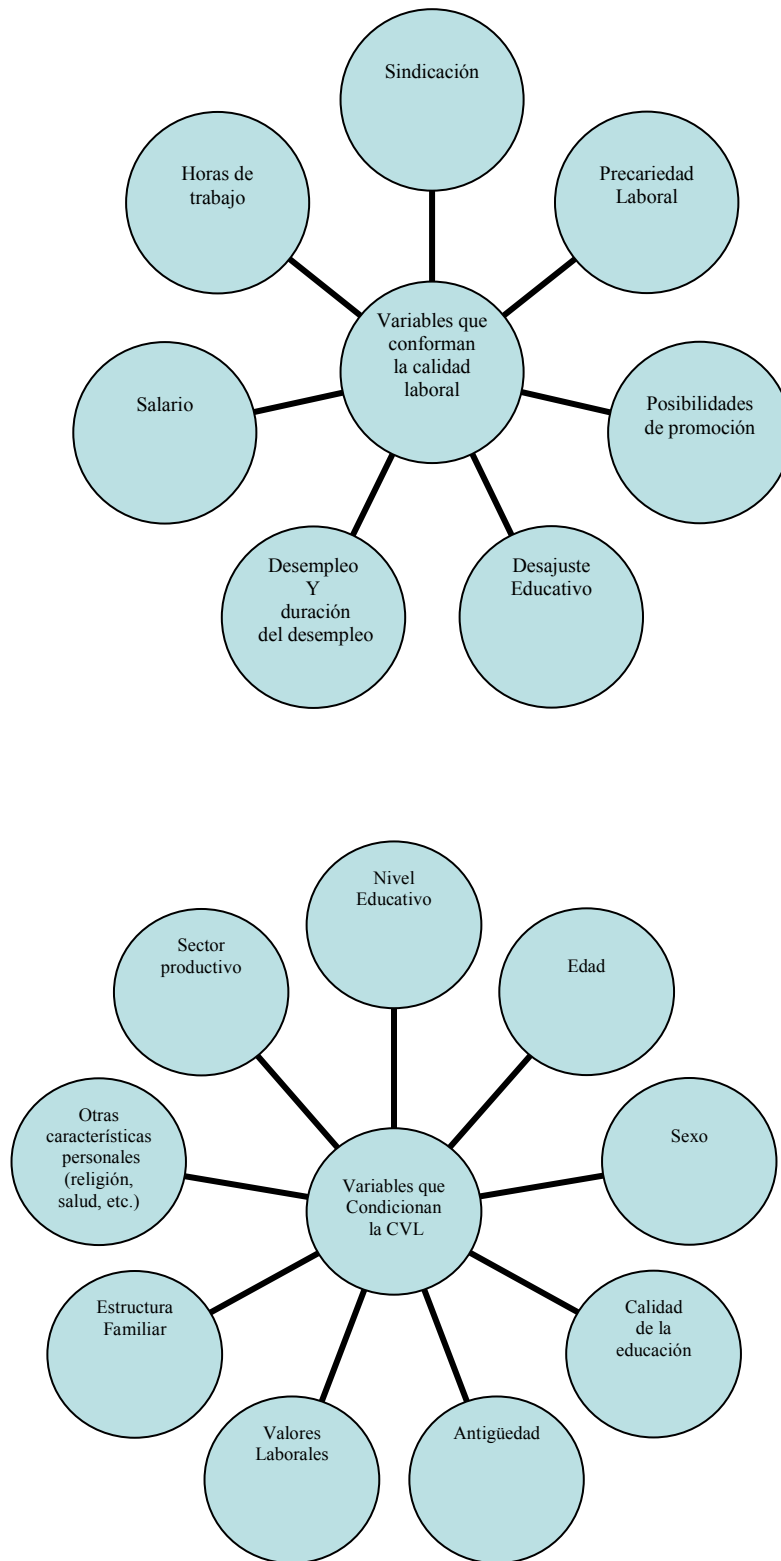 Sindicación
Horas de
trabajo
Precariedad
Laboral
Variables que
conforman
la calidad
laboral
Salario
Posibilidades
de promoción
Desempleo
Y
duración
del desempleo
Desajuste
Educativo
Nivel
Educativo
Sector
productivo
Edad
Otras
características
personales
(religión,
salud, etc.)
Sexo
Variables que
Condicionan
la CVL
Estructura
Familiar
Calidad
de la
educación
Valores
Laborales
Antigüedad